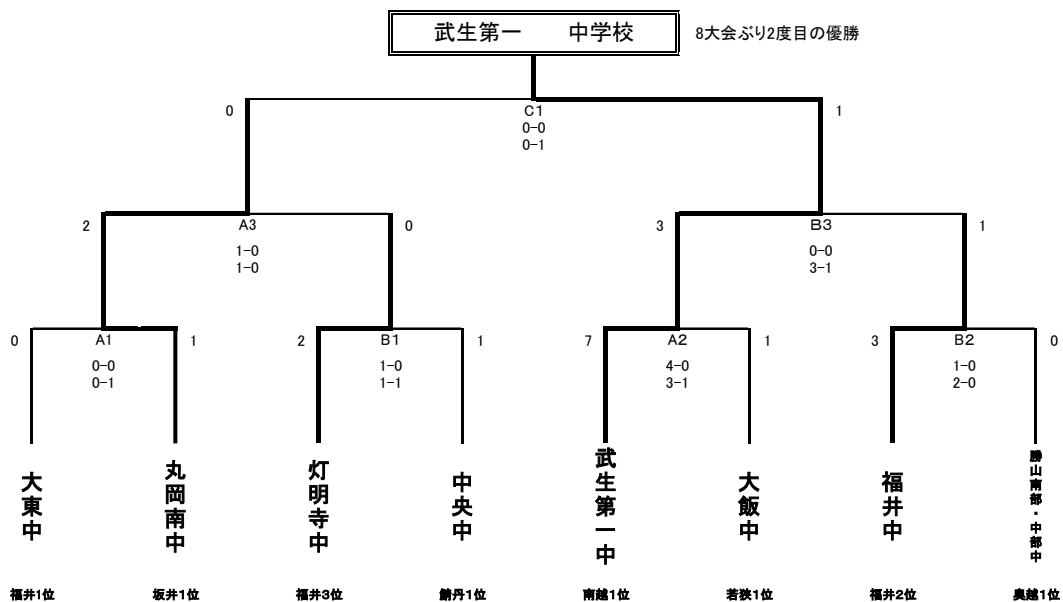 武生第一　　中学校
8大会ぶり2度目の優勝
0
1
C1
0-0
0-1
2
0
3
1
A3
B3
1-0
1-0
0-0
3-1
0
1
2
1
7
1
3
0
A1
B1
A2
B2
0-0
0-1
1-0
1-1
4-0
3-1
1-0
2-0
大東中
丸岡南中
灯明寺中
中央中
武生第一中
大飯中
福井中
勝山南部・中部中
福井1位
坂井1位
福井3位
鯖丹1位
南越1位
若狭1位
福井2位
奥越1位